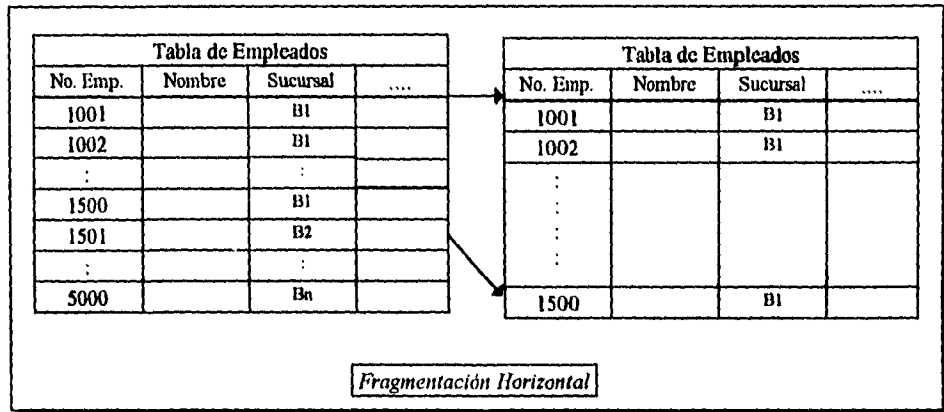 Tabla de Empleados
No. Emp. Nombre Sucursal ....
1001 B1
1002 B1
: :
1500 B1
1501 B2
: :
5000 Bn
Tabla de Empleados
No. Emp. Nombre Sucursal ....
1001 B1
1002 B1
:
:
:
1500 B1
Fragmentación Horizontal